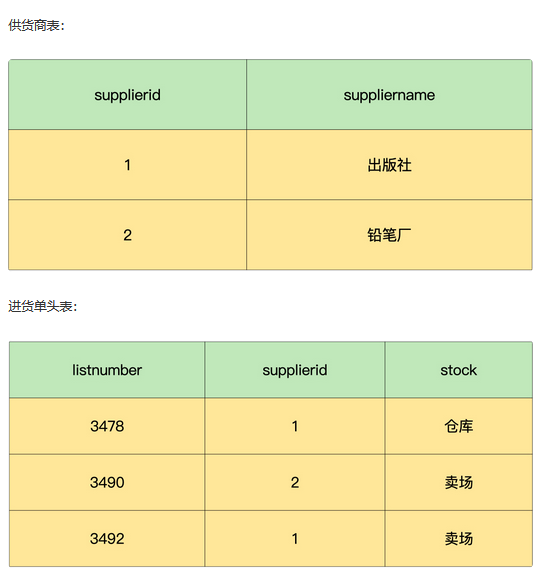 供货商表：
supplierid suppliername
1 出版社
2 铅笔厂
进货单头表：
listnumber supplierid stock
3478 1 仓库
3490 2 卖场
3492 1 卖场